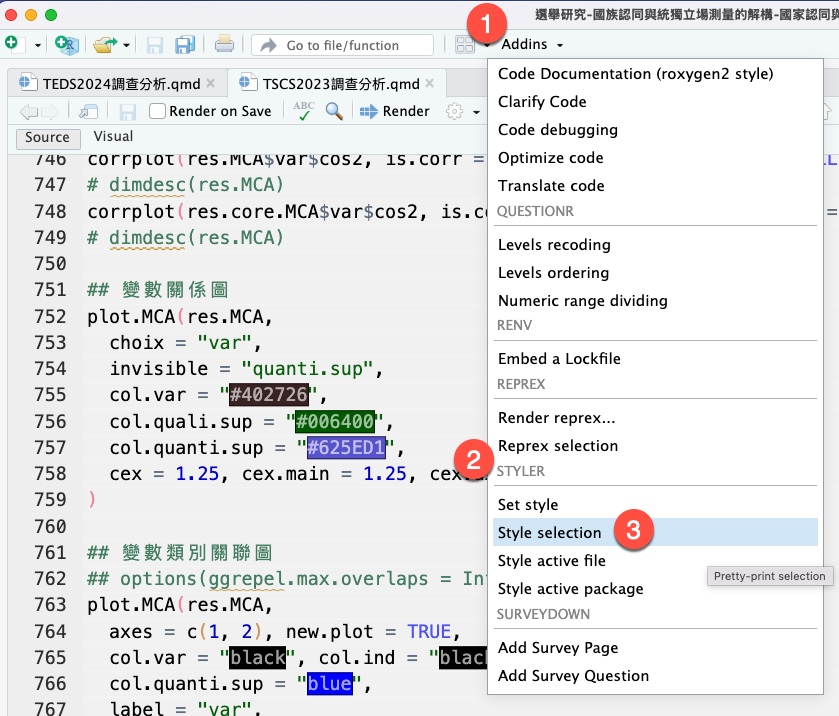 1
選舉研究-國族認同與統獨立場測量的解構-國家認同與
Go to file/function
Addins
TEDS2024調查分析.qmd ×
TSCS2023調查分析.qmd ×
Render on Save
ABC
Render
Source
Visual
746 corrplot(res.MCA$var$cos2, is.corr =
747 # dimdesc(res.MCA)
748 corrplot(res.core.MCA$var$cos2, is.co
749 # dimdesc(res.MCA)
750
751 ## 變數關係圖
752 plot.MCA(res.MCA,
753 choix = "var",
754 invisible = "quanti.sup",
755 col.var = "#402726",
756 col.quali.sup = "#006400",
757 col.quanti.sup = "#625ED1",
758 cex = 1.25, cex.main = 1.25, cex.
759 )
760
761 ## 變數類別關聯圖
762 ## options(ggrepel.max.overlaps = In
763 plot.MCA(res.MCA,
764 axes = c(1, 2), new.plot = TRUE,
765 col.var = "black", col.ind = "blac
766 col.quanti.sup = "blue",
767 label = "var",
Code Documentation (roxygen2 style)
Clarify Code
Code debugging
Optimize code
Translate code
QUESTIONR
Levels recoding
Levels ordering
Numeric range dividing
RENV
Embed a Lockfile
REPREX
Render reprex...
Reprex selection
2
STYLER
Set style
Style selection
3
Style active file
Pretty-print selection
Style active package
SURVEYDOWN
Add Survey Page
Add Survey Question